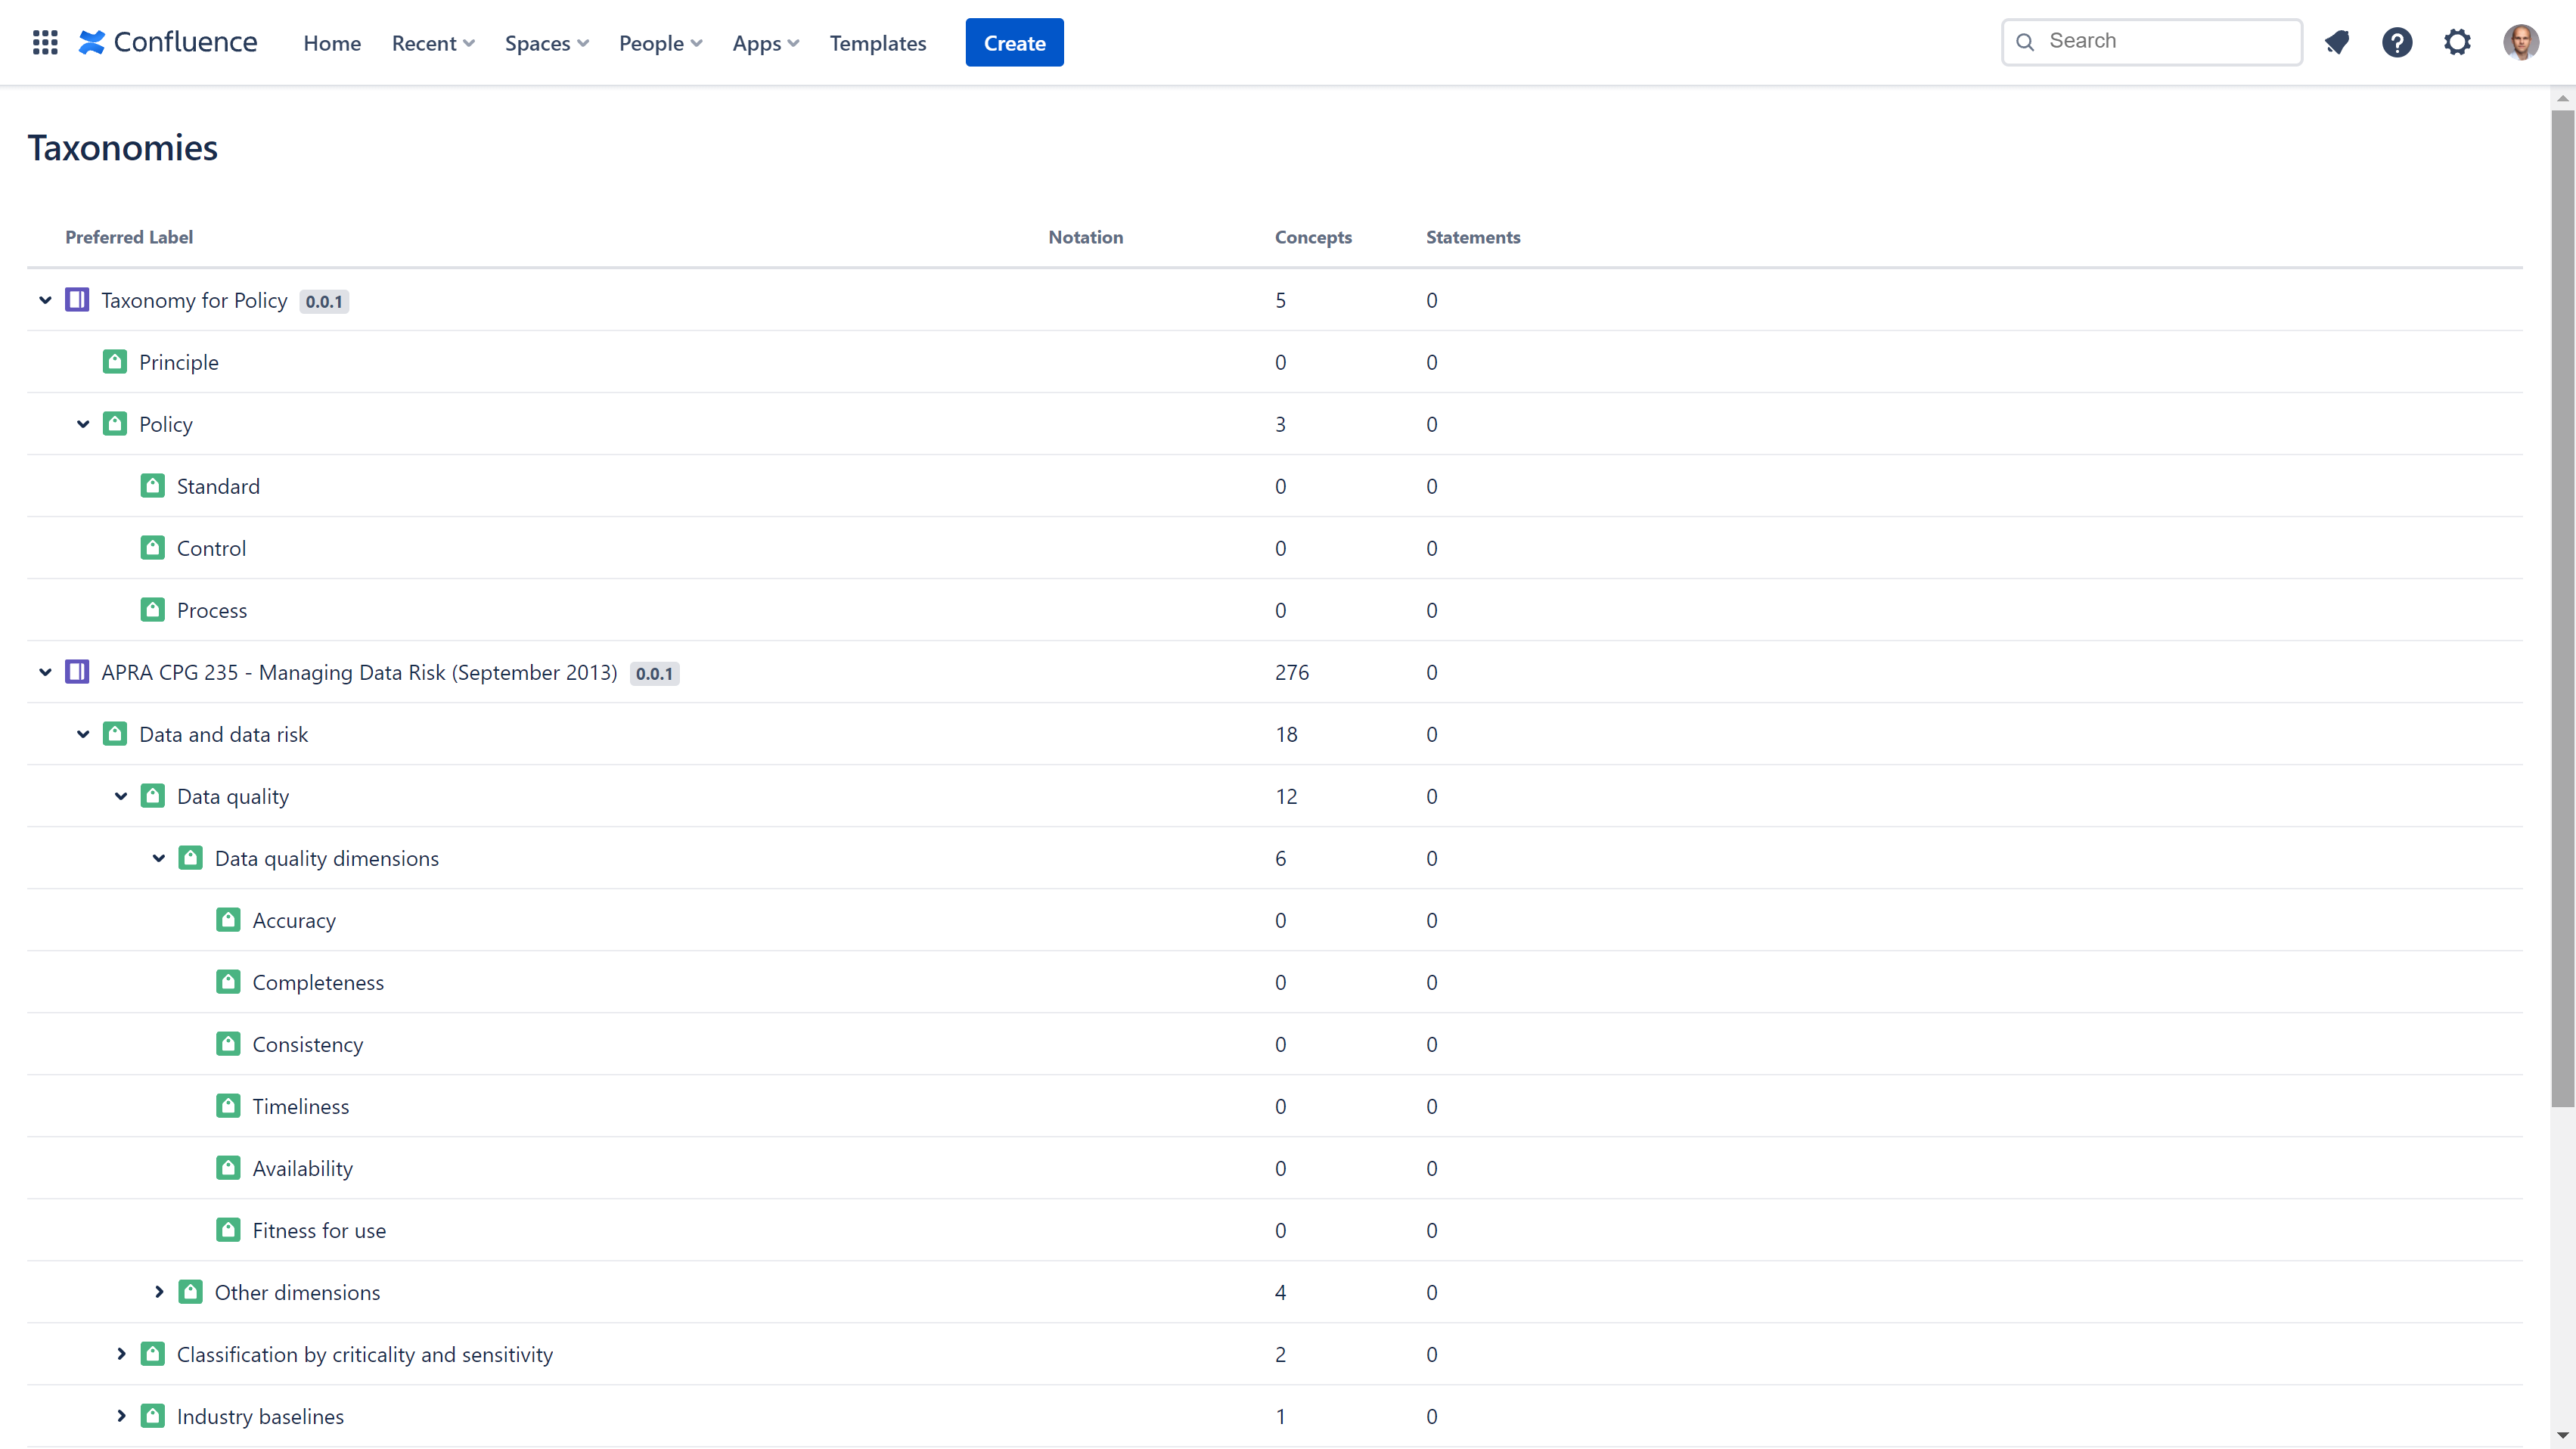 Confluence Home Recent Spaces People Apps Templates Create Search
Taxonomies
Preferred Label Notation Concepts Statements
Taxonomy for Policy 0.0.1 5 0
Principle 0 0
Policy 3 0
Standard 0 0
Control 0 0
Process 0 0
APRA CPG 235 - Managing Data Risk (September 2013) 0.0.1 276 0
Data and data risk 18 0
Data quality 12 0
Data quality dimensions 6 0
Accuracy 0 0
Completeness 0 0
Consistency 0 0
Timeliness 0 0
Availability 0 0
Fitness for use 0 0
Other dimensions 4 0
Classification by criticality and sensitivity 2 0
Industry baselines 1 0